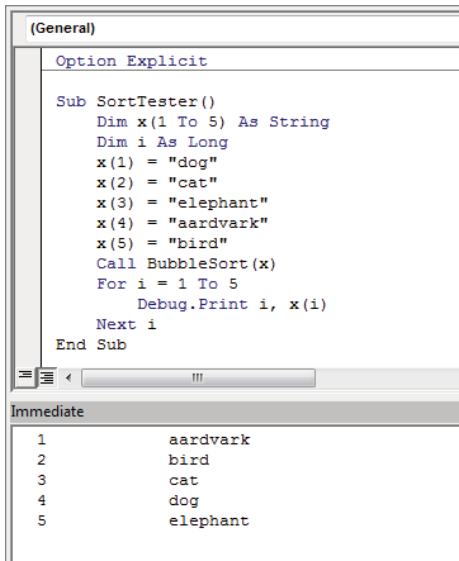 (General)
Option Explicit
Sub SortTester()
Dim x(1 To 5) As String
Dim i As Long
x(1) = "dog"
x(2) = "cat"
x(3) = "elephant"
x(4) = "aardvark"
x(5) = "bird"
Call BubbleSort(x)
For i = 1 To 5
Debug.Print i, x(i)
Next i
End Sub
Immediate
1 aardvark
2 bird
3 cat
4 dog
5 elephant